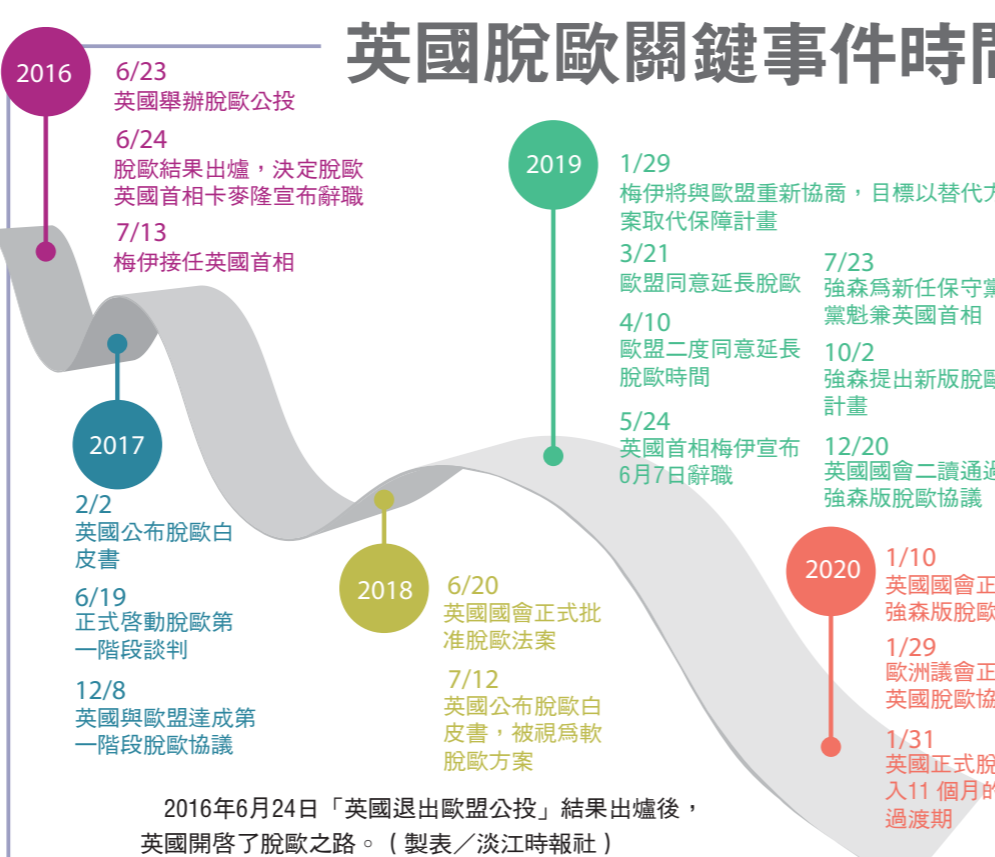 英國脫歐關鍵事件時間
2016
6/23
英國舉辦脫歐公投
6/24
脫歐結果出爐，決定脫歐
英國首相卡麥隆宣布辭職
7/13
梅伊接任英國首相
2017
2/2
英國公布脫歐白
皮書
6/19
正式啓動脫歐第
一階段談判
12/8
英國與歐盟達成第
一階段脫歐協議
2018
6/20
英國國會正式批
准脫歐法案
7/12
英國公布脫歐白
皮書，被視爲軟
脫歐方案
2019
1/29
梅伊將與歐盟重新協商，目標以替代方
案取代保障計畫
3/21
歐盟同意延長脫歐
4/10
歐盟二度同意延長
脫歐時間
5/24
英國首相梅伊宣布
6月7日辭職
7/23
強森爲新任保守黨
黨魁兼英國首相
10/2
強森提出新版脫歐
計畫
12/20
英國國會二讀通過
強森版脫歐協議
2020
1/10
英國國會正
強森版脫歐
1/29
歐洲議會正
英國脫歐協
1/31
英國正式脫
入11 個月的
過渡期
2016年6月24日「英國退出歐盟公投」結果出爐後，
英國開啓了脫歐之路。（製表／淡江時報社）